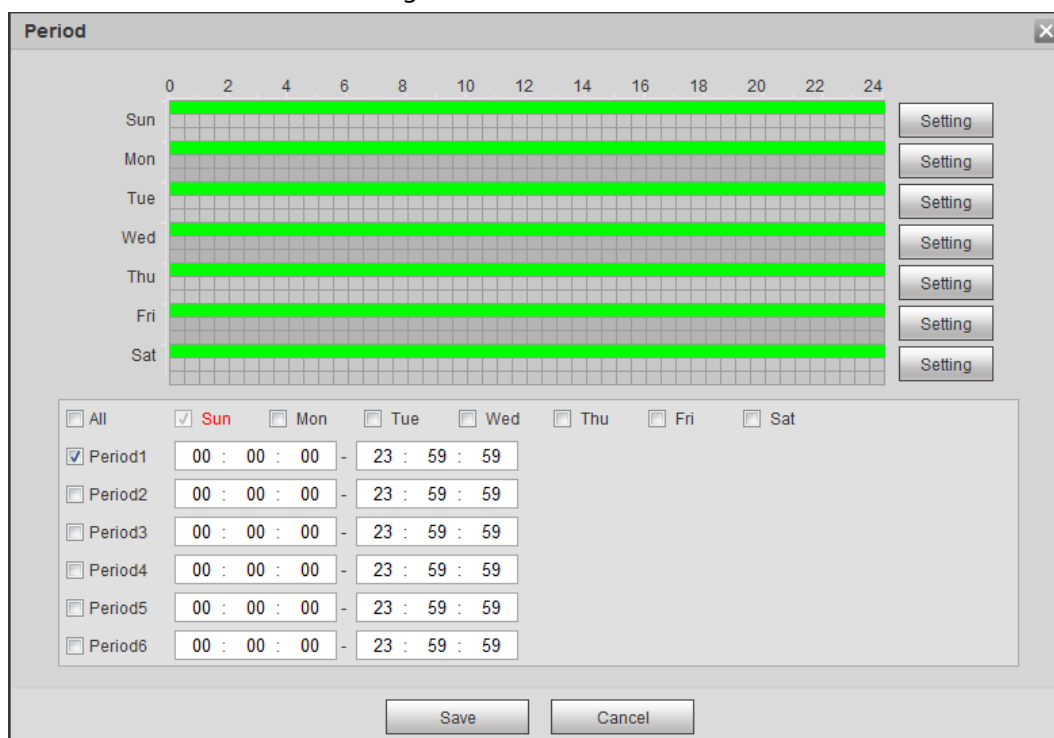 Period
0 2 4 6 8 10 12 14 16 18 20 22 24
Sun Setting
Mon Setting
Tue Setting
Wed Setting
Thu Setting
Fri Setting
Sat Setting
All Sun Mon Tue Wed Thu Fri Sat
Period1 00 : 00 : 00 - 23 : 59 : 59
Period2 00 : 00 : 00 - 23 : 59 : 59
Period3 00 : 00 : 00 - 23 : 59 : 59
Period4 00 : 00 : 00 - 23 : 59 : 59
Period5 00 : 00 : 00 - 23 : 59 : 59
Period6 00 : 00 : 00 - 23 : 59 : 59
Save Cancel